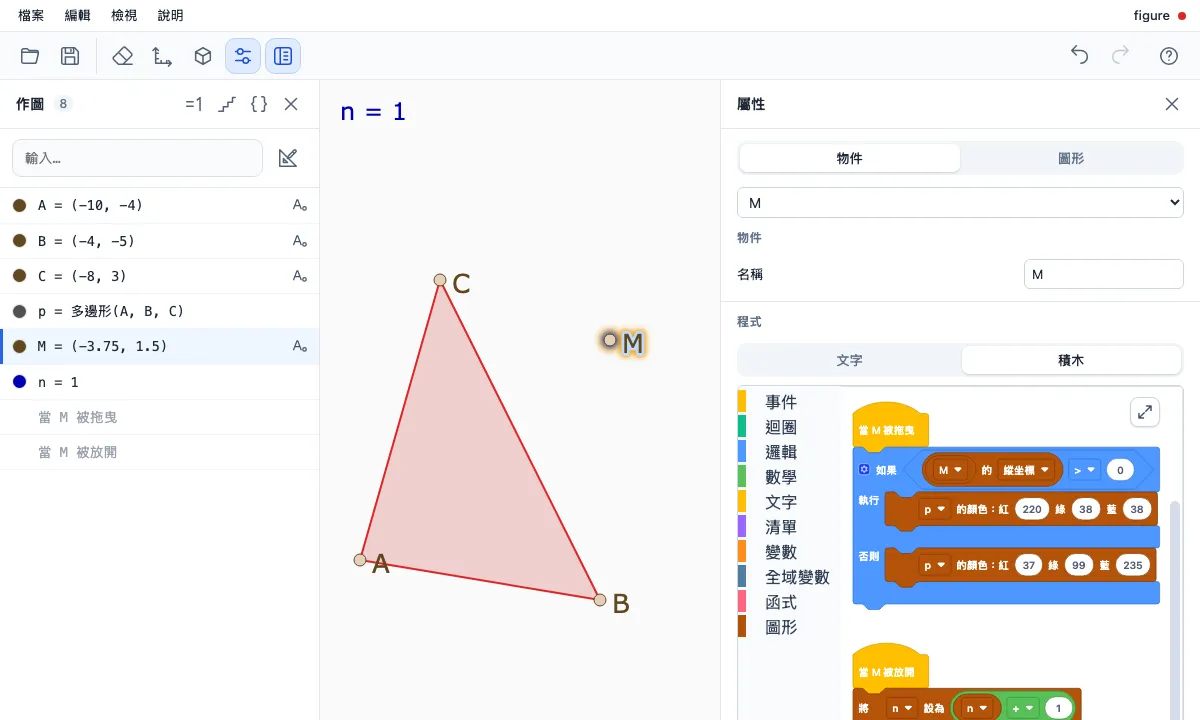 檔案 編輯 檢視 說明 figure
作圖 8 =1 { }
屬性
n = 1
輸入…
物件 圖形
M
A = (−10, −4)
B = (−4, −5)
C = (−8, 3)
p = 多邊形(A, B, C)
M = (−3.75, 1.5)
n = 1
當 M 被拖曳
當 M 被放開
C
M
A
B
物件
名稱 M
程式
文字 積木
事件
迴圈
邏輯
數學
文字
清單
變數
全域變數
函式
圖形
當 M 被拖曳
如果 M 的 縱坐標 > 0
執行 p 的顏色：紅 220 綠 38 藍 38
否則 p 的顏色：紅 37 綠 99 藍 235
當 M 被放開
將 n 設為 n + 1